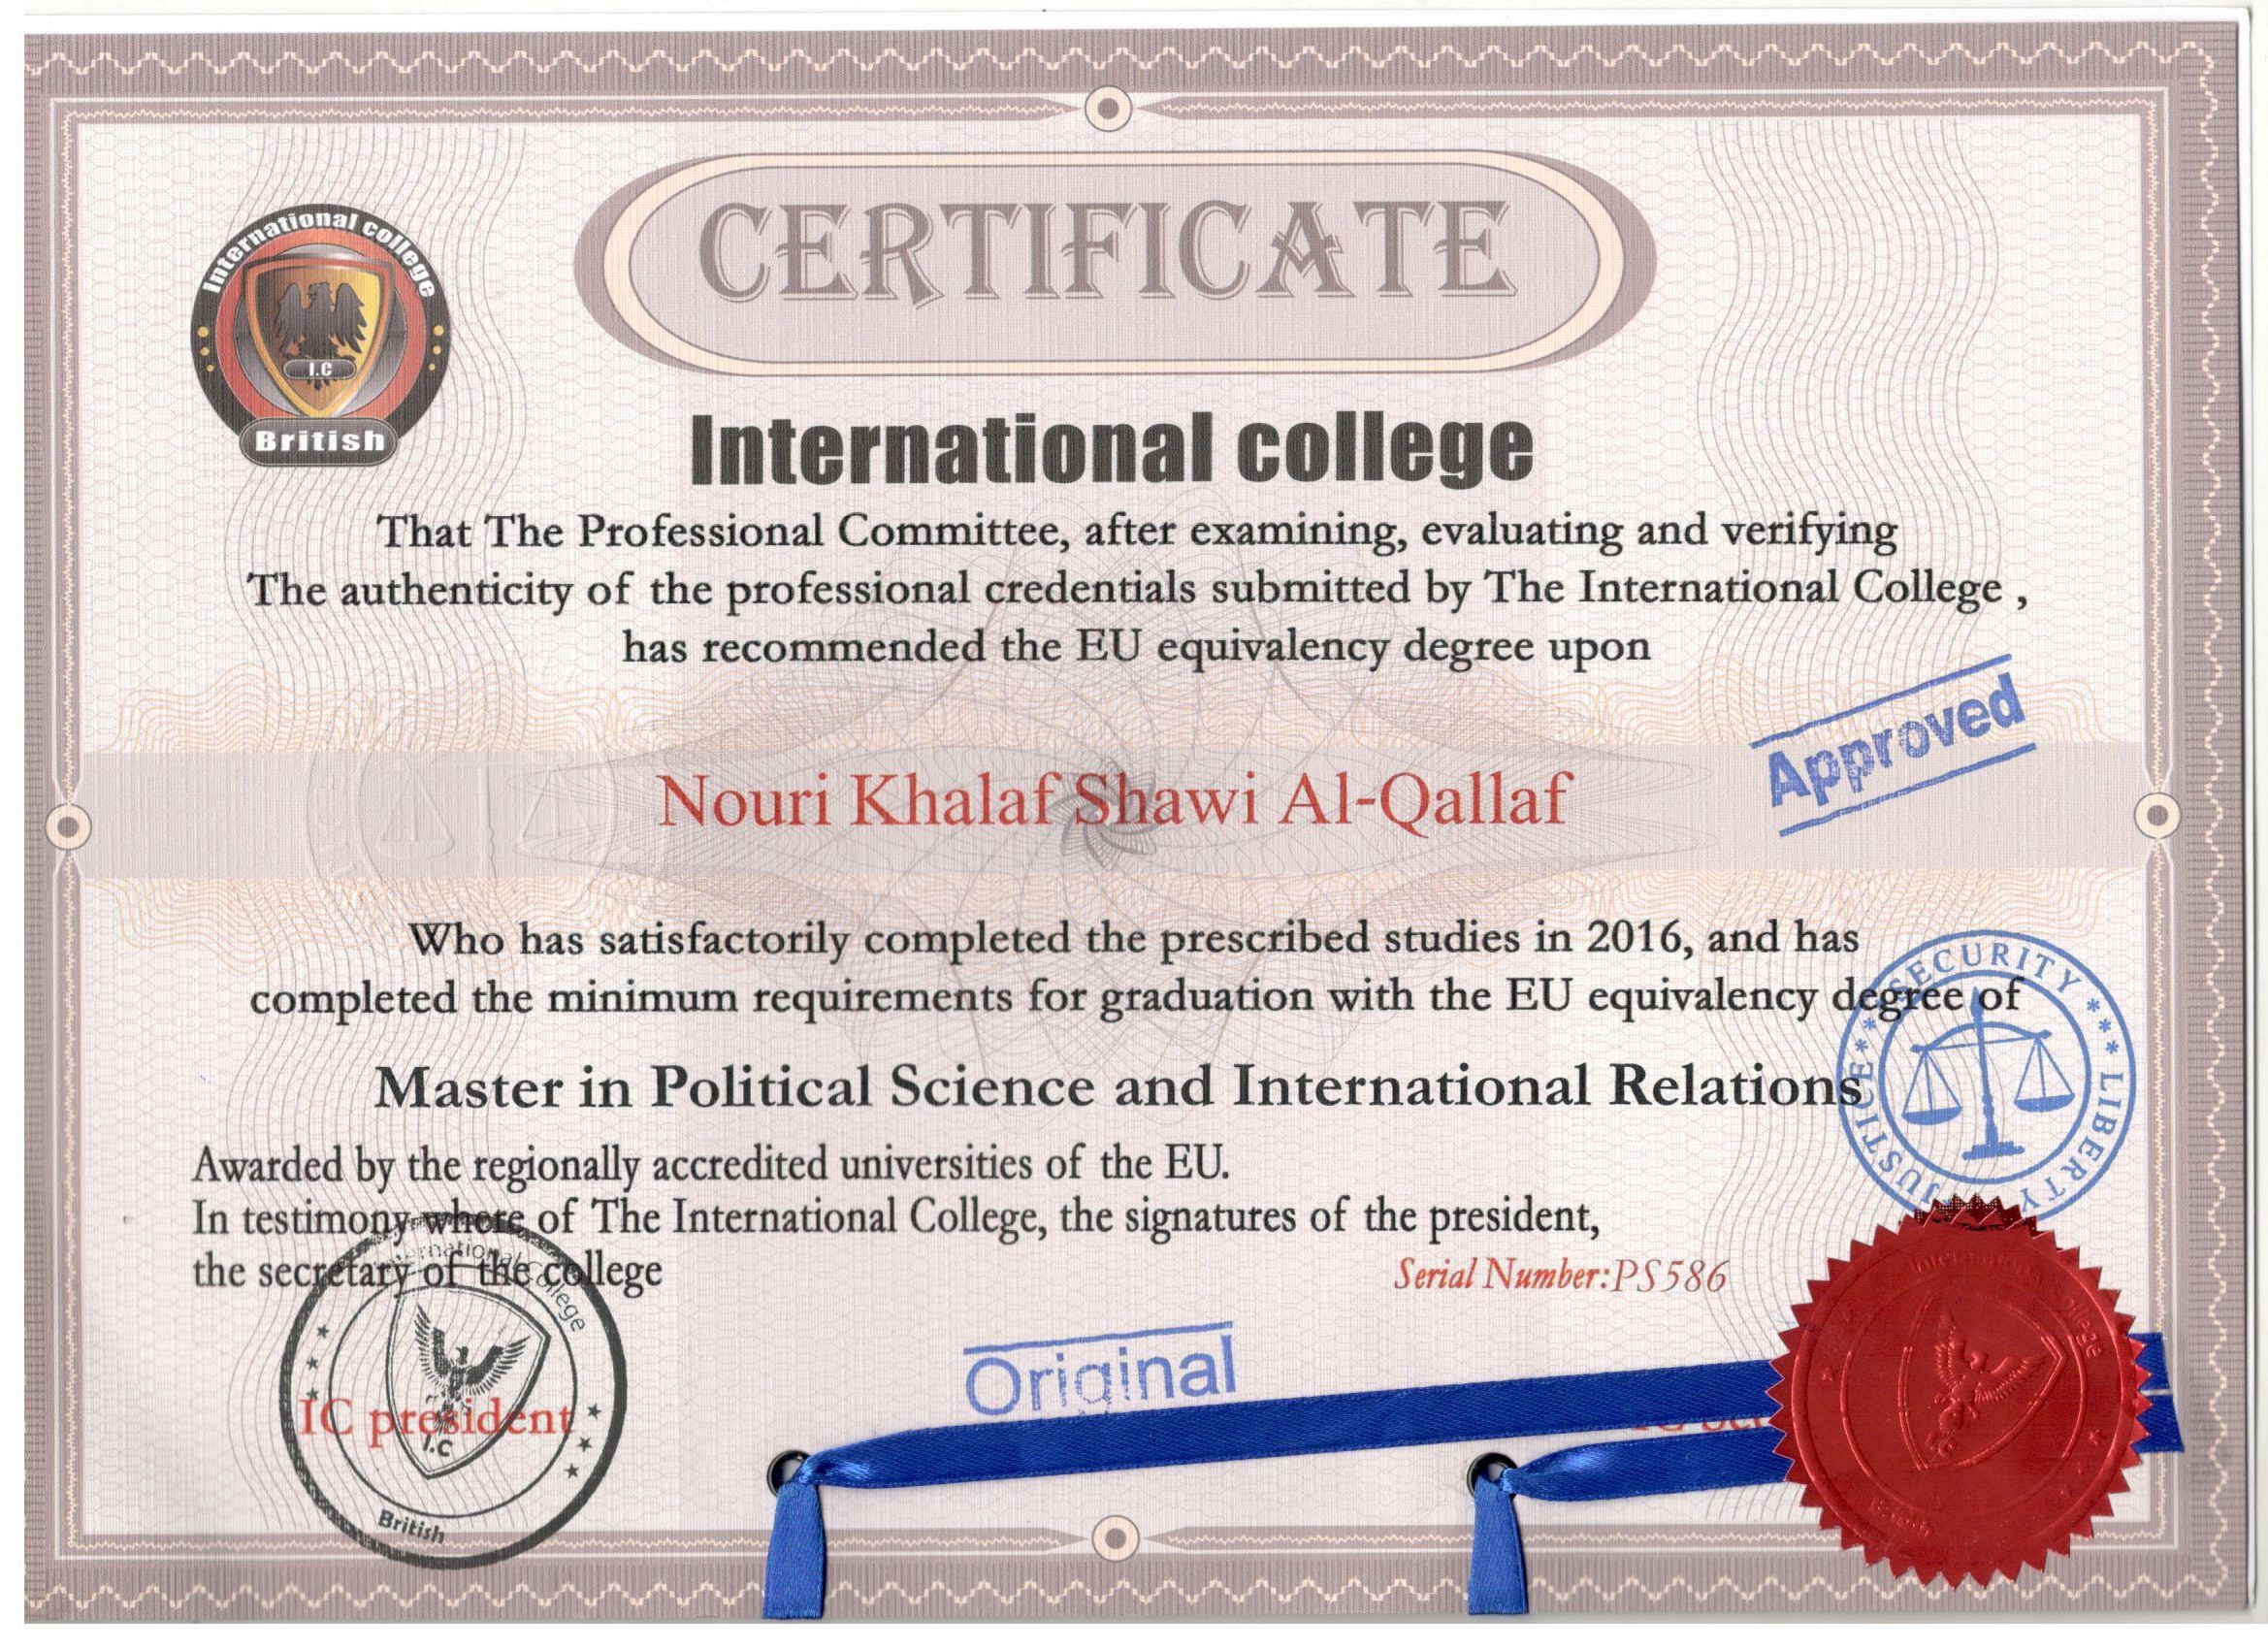 CERTIFICATE
International college
I.C
British
International college
That The Professional Committee, after examining, evaluating and verifying
The authenticity of the professional credentials submitted by The International College ,
has recommended the EU equivalency degree upon
Approved
Nouri Khalaf Shawi Al-Qallaf
Who has satisfactorily completed the prescribed studies in 2016, and has
completed the minimum requirements for graduation with the EU equivalency degree of
SECURITY *** LIBERTY
JUSTICE
Master in Political Science and International Relations
Awarded by the regionally accredited universities of the EU.
In testimony where of The International College, the signatures of the president,
the secretary of the college
Serial Number:PS586
International College
Original
IC president
I.C
British
International College
British